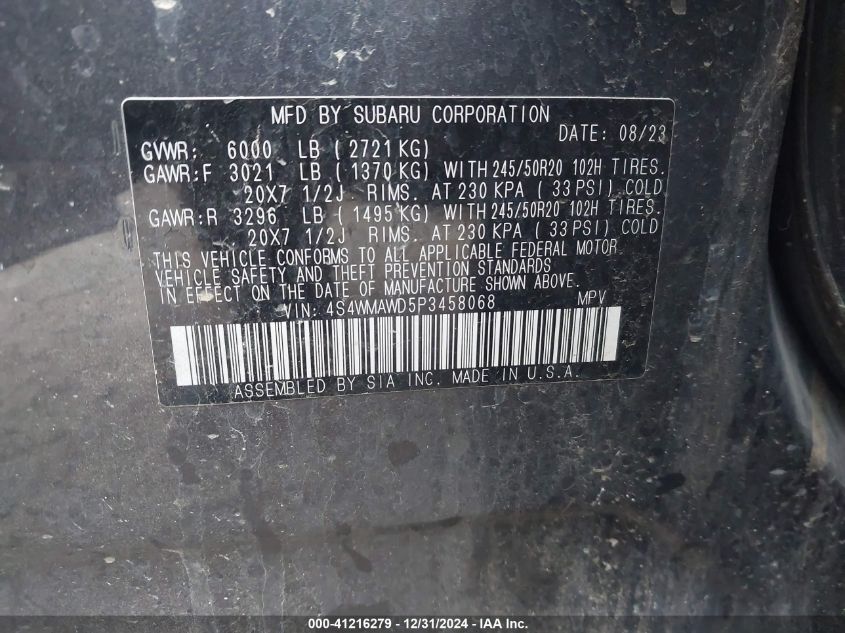 MFD BY SUBARU CORPORATION
DATE: 08/23
GVWR: 6000 LB ( 2721 KG)
GAWR:F 3021 LB ( 1370 KG) WITH 245/50R20 102H TIRES.
20X7 1/2J RIMS. AT 230 KPA ( 33 PSI) COLD
GAWR:R 3296 LB ( 1495 KG) WITH 245/50R20 102H TIRES.
20X7 1/2J RIMS. AT 230 KPA ( 33 PSI) COLD
THIS VEHICLE CONFORMS TO ALL APPLICABLE FEDERAL MOTOR
VEHICLE SAFETY AND THEFT PREVENTION STANDARDS
IN EFFECT ON THE DATE OF MANUFACTURE SHOWN ABOVE.
VIN: 4S4WMAWD5P3458068 MPV
ASSEMBLED BY SIA INC. MADE IN U.S.A.
000-41216279 - 12/31/2024 - IAA Inc.